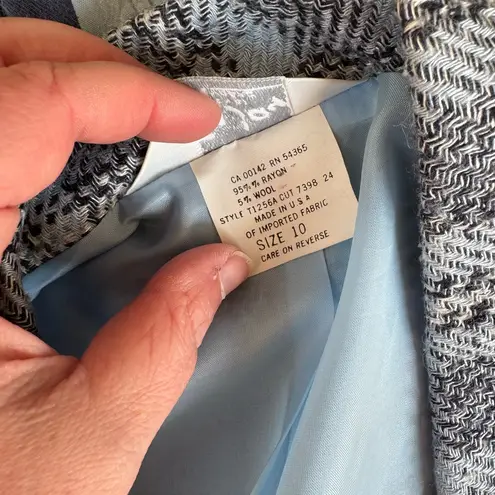 CA 00142 RN 54365
95% RAYON
5% WOOL
STYLE T1256A CUT 7398 24
MADE IN U.S.A
OF IMPORTED FABRIC
SIZE 10
CARE ON REVERSE